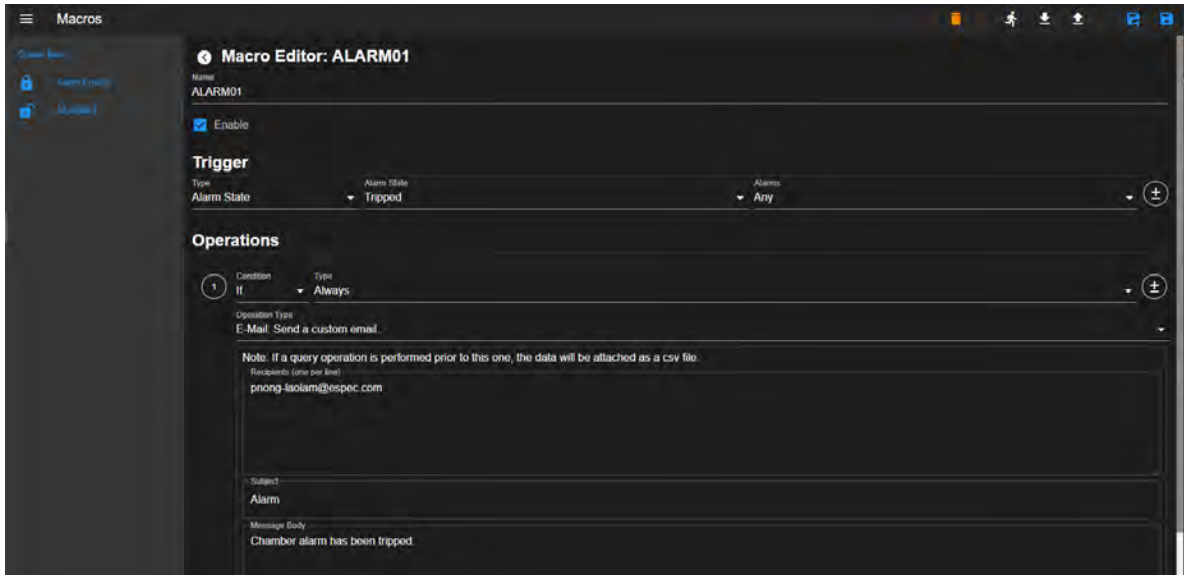 Macros
Macro Editor: ALARM01
Name
ALARM01
Enable
Trigger
Type
Alarm State
Alarm State
Tripped
Alarms
Any
Operations
1
Condition
If
Type
Always
Operation Type
E-Mail: Send a custom email.
Note: If a query operation is performed prior to this one, the data will be attached as a csv file.
Recipients (one per line)
pnong-laolam@espec.com
Subject
Alarm
Message Body
Chamber alarm has been tripped.